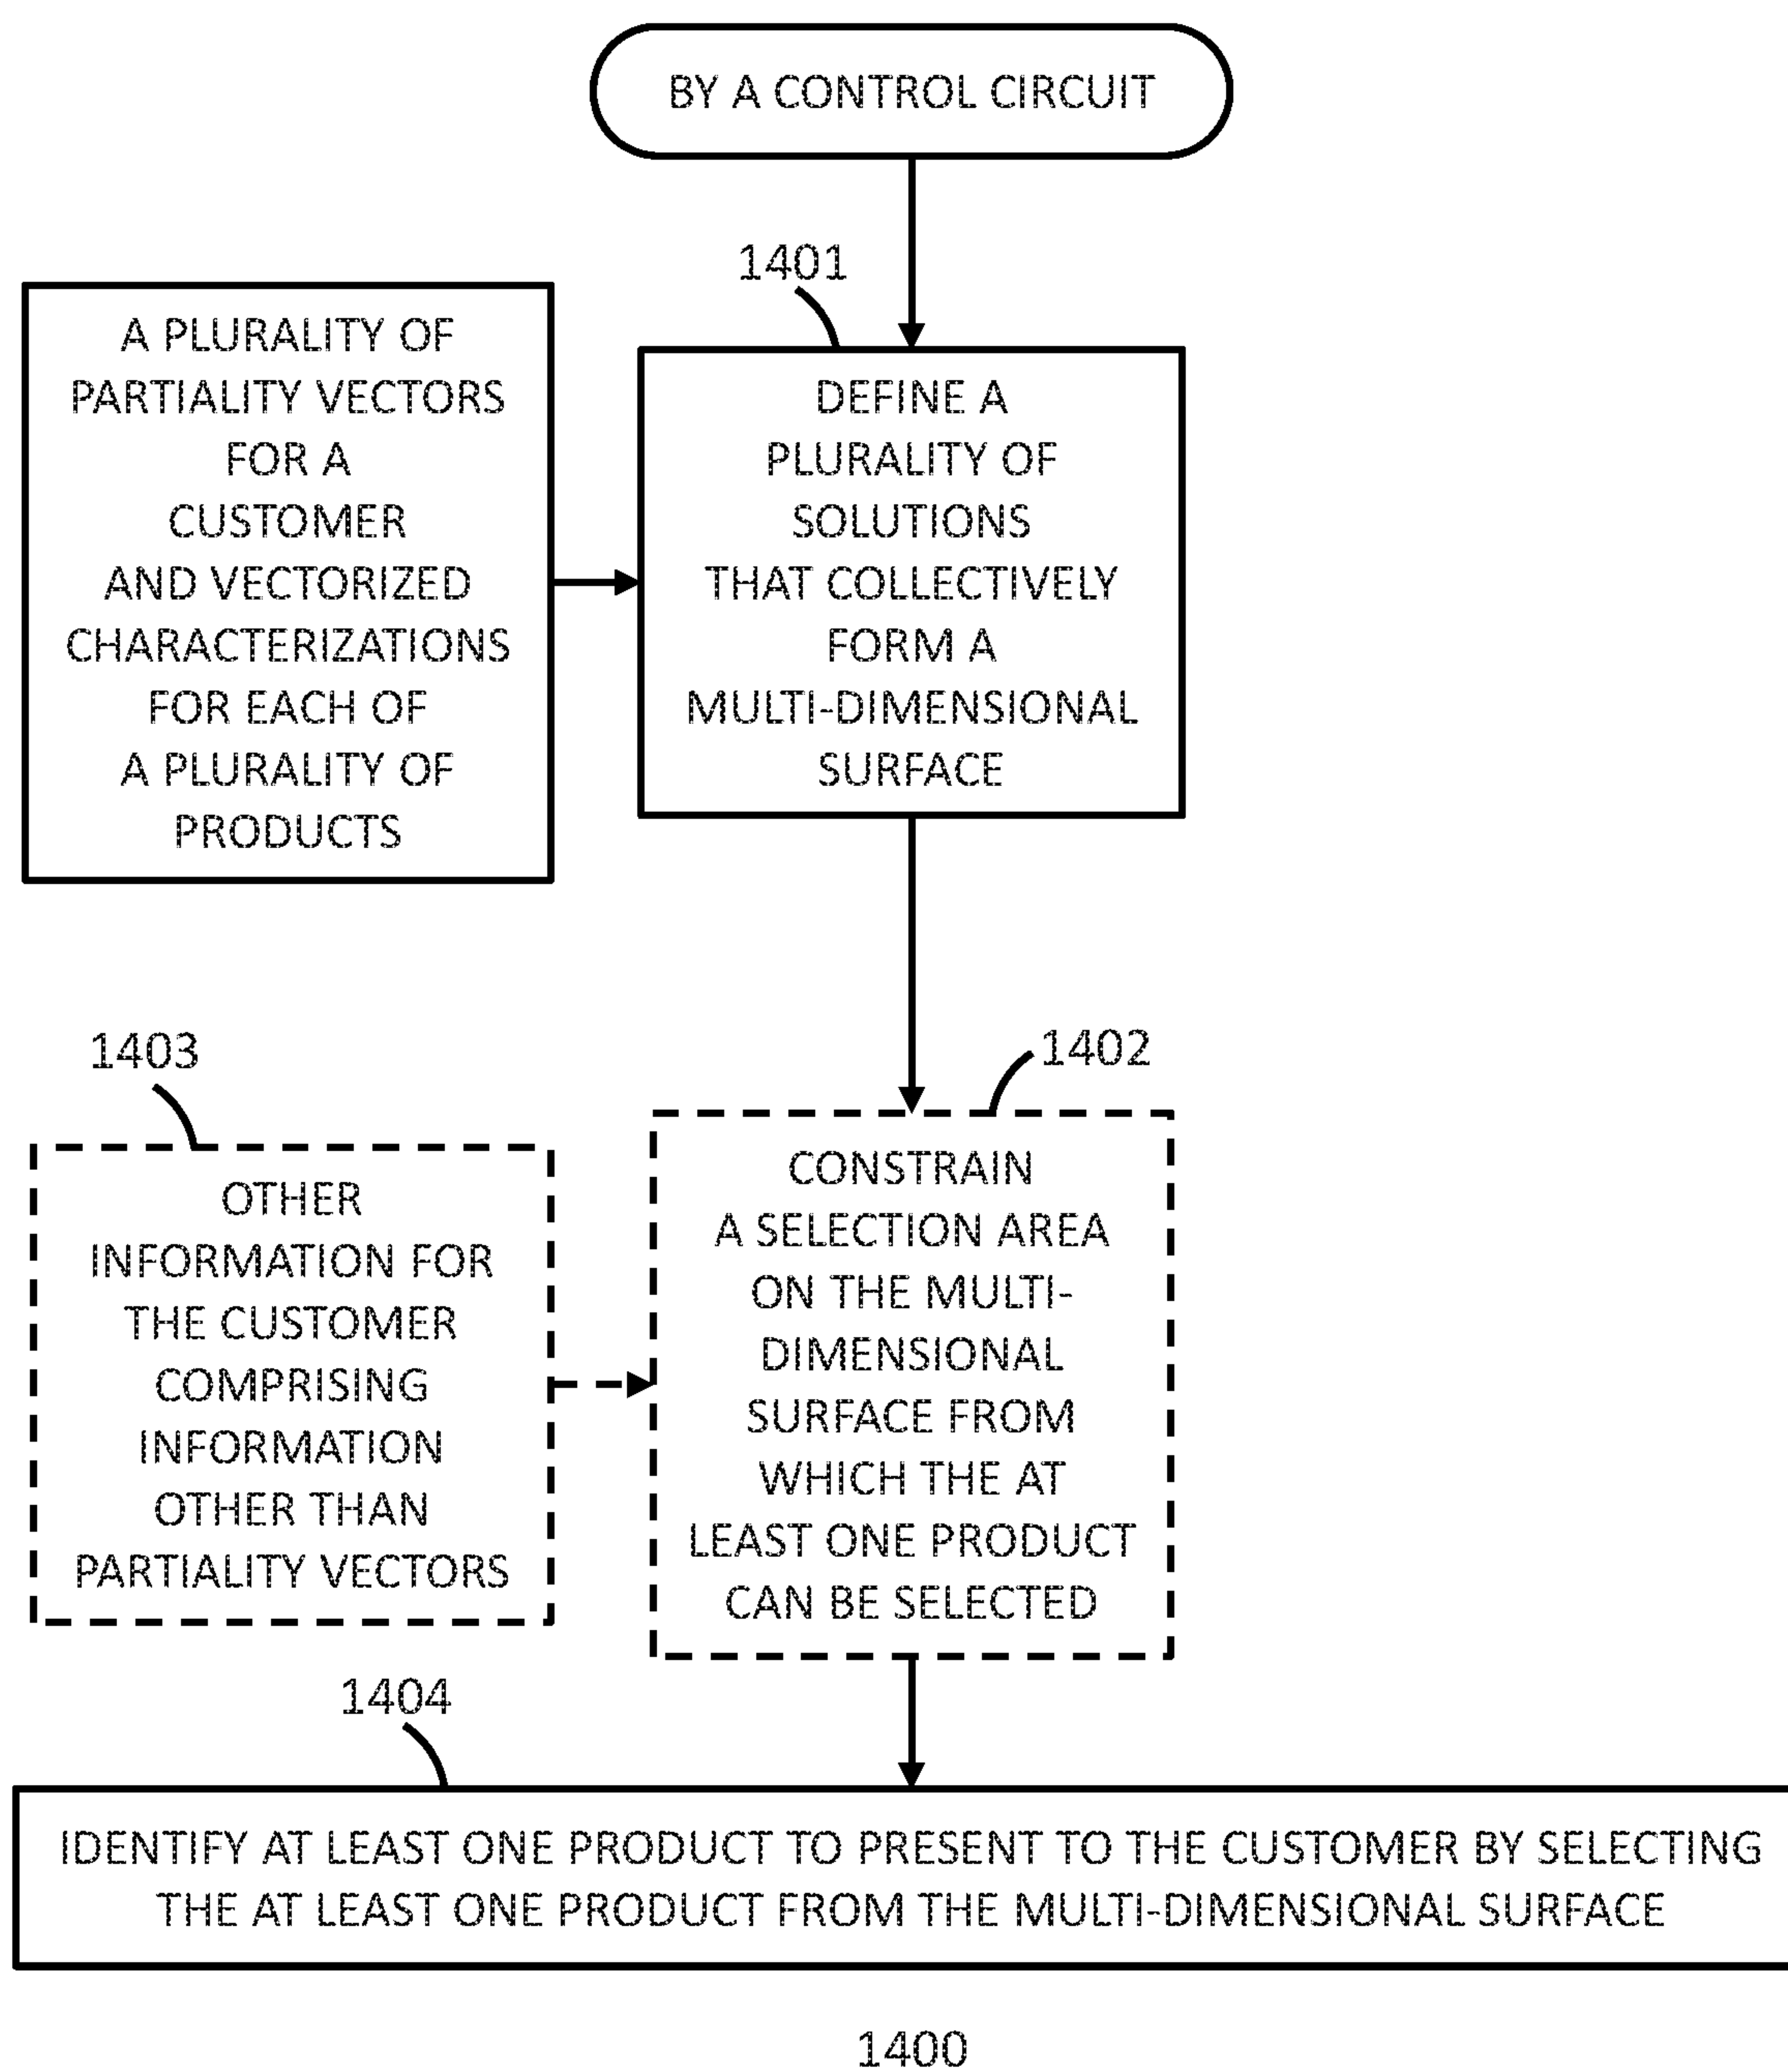 BY A CONTROL CIRCUIT
1401
A PLURALITY OF
PARTIALITY VECTORS
FOR A
CUSTOMER
AND VECTORIZED
CHARACTERIZATIONS
FOR EACH OF
A PLURALITY OF
PRODUCTS
DEFINE A
PLURALITY OF
SOLUTIONS
THAT COLLECTIVELY
FORM A
MULTI-DIMENSIONAL
SURFACE
1403
OTHER
INFORMATION FOR
THE CUSTOMER
COMPRISING
INFORMATION
OTHER THAN
PARTIALITY VECTORS
1402
CONSTRAIN
A SELECTION AREA
ON THE MULTI-
DIMENSIONAL
SURFACE FROM
WHICH THE AT
LEAST ONE PRODUCT
CAN BE SELECTED
1404
IDENTIFY AT LEAST ONE PRODUCT TO PRESENT TO THE CUSTOMER BY SELECTING
THE AT LEAST ONE PRODUCT FROM THE MULTI-DIMENSIONAL SURFACE
1400